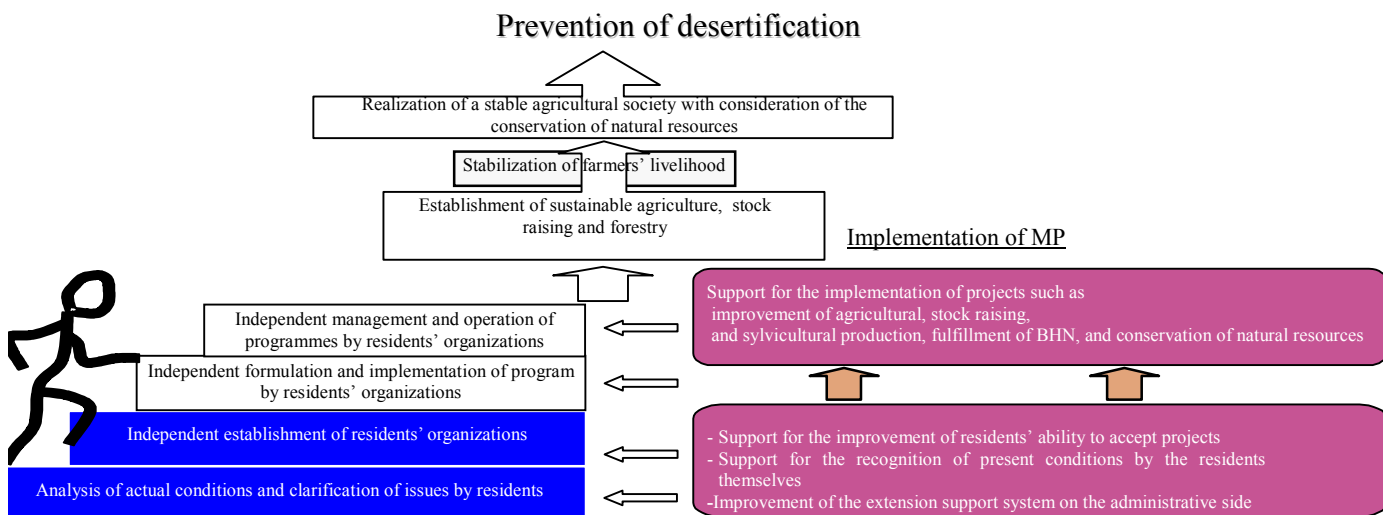 Prevention of desertification
Realization of a stable agricultural society with consideration of the
conservation of natural resources
Stabilization of farmers’ livelihood
Establishment of sustainable agriculture, stock
raising and forestry
Implementation of MP
Independent management and operation of
programmes by residents’ organizations
Independent formulation and implementation of program
by residents’ organizations
Independent establishment of residents’ organizations
Analysis of actual conditions and clarification of issues by residents
Support for the implementation of projects such as
improvement of agricultural, stock raising,
and sylvicultural production, fulfillment of BHN, and conservation of natural resources
- Support for the improvement of residents’ ability to accept projects
- Support for the recognition of present conditions by the residents
themselves
-Improvement of the extension support system on the administrative side